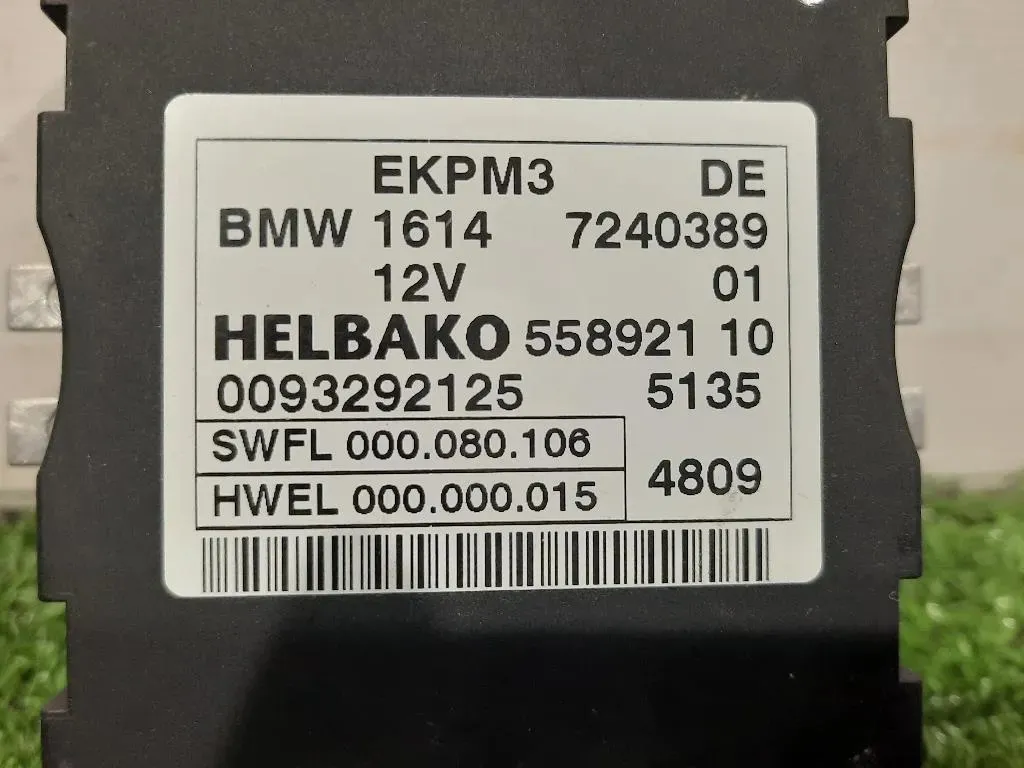 EKPM3 DE
BMW 1614 7240389
12V 01
HELBAKO 558921 10
0093292125 5135
SWFL 000.080.106
4809
HWEL 000.000.015